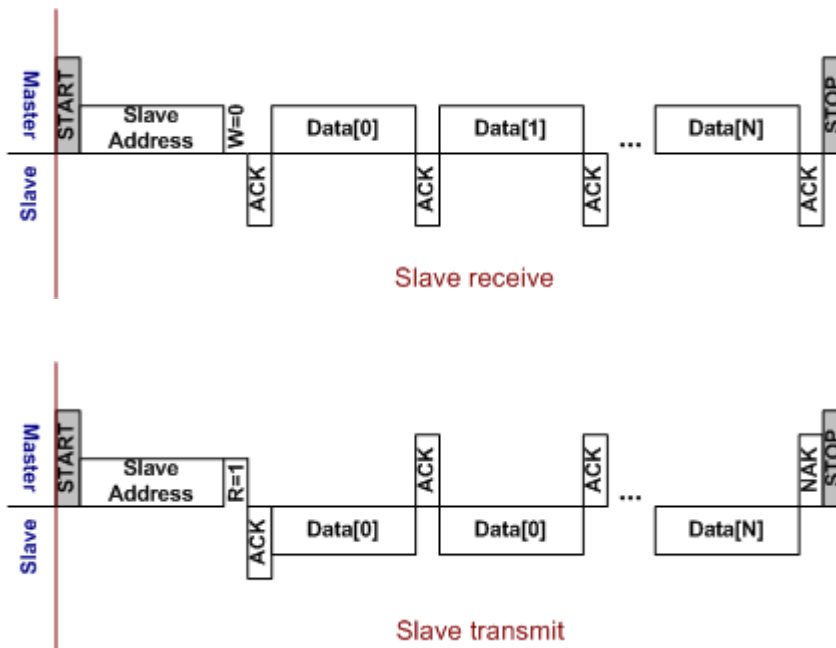 Master
START
Slave
Address
W=0
Data[0]
Data[1]
...
Data[N]
STOP
Slave
ACK
ACK
ACK
ACK
Slave receive
Master
START
Slave
Address
R=1
ACK
ACK
...
NAK
STOP
Slave
ACK
Data[0]
Data[0]
Data[N]
Slave transmit